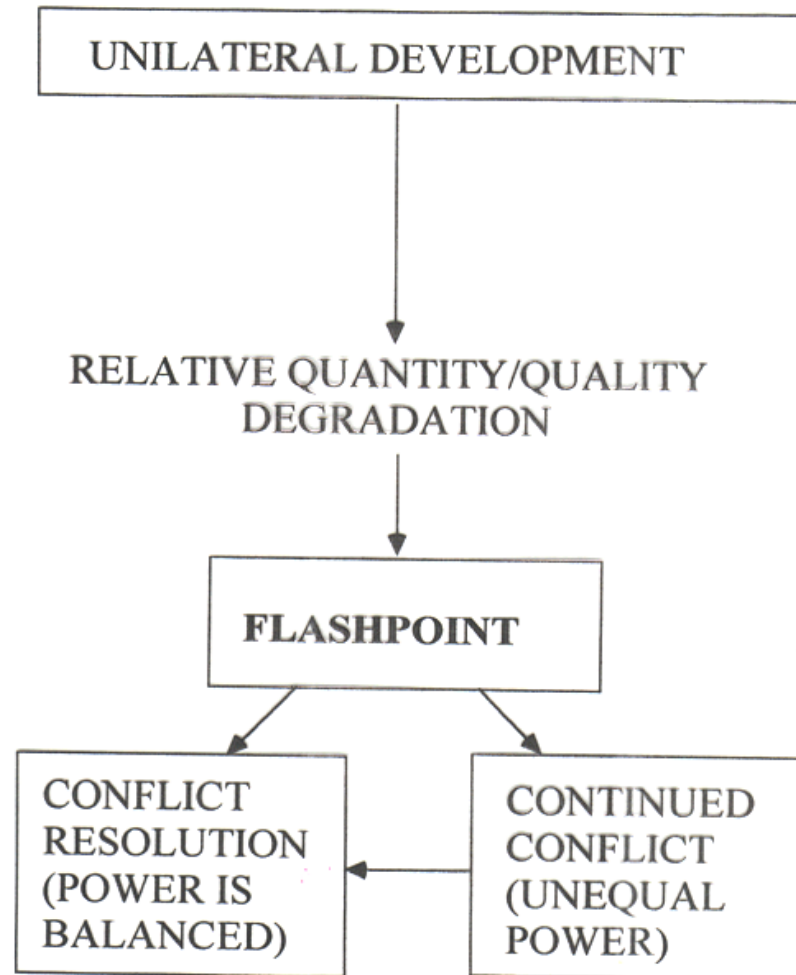 UNILATERAL DEVELOPMENT
RELATIVE QUANTITY/QUALITY
DEGRADATION
FLASHPOINT
CONFLICT
RESOLUTION
(POWER IS
BALANCED)
CONTINUED
CONFLICT
(UNEQUAL
POWER)